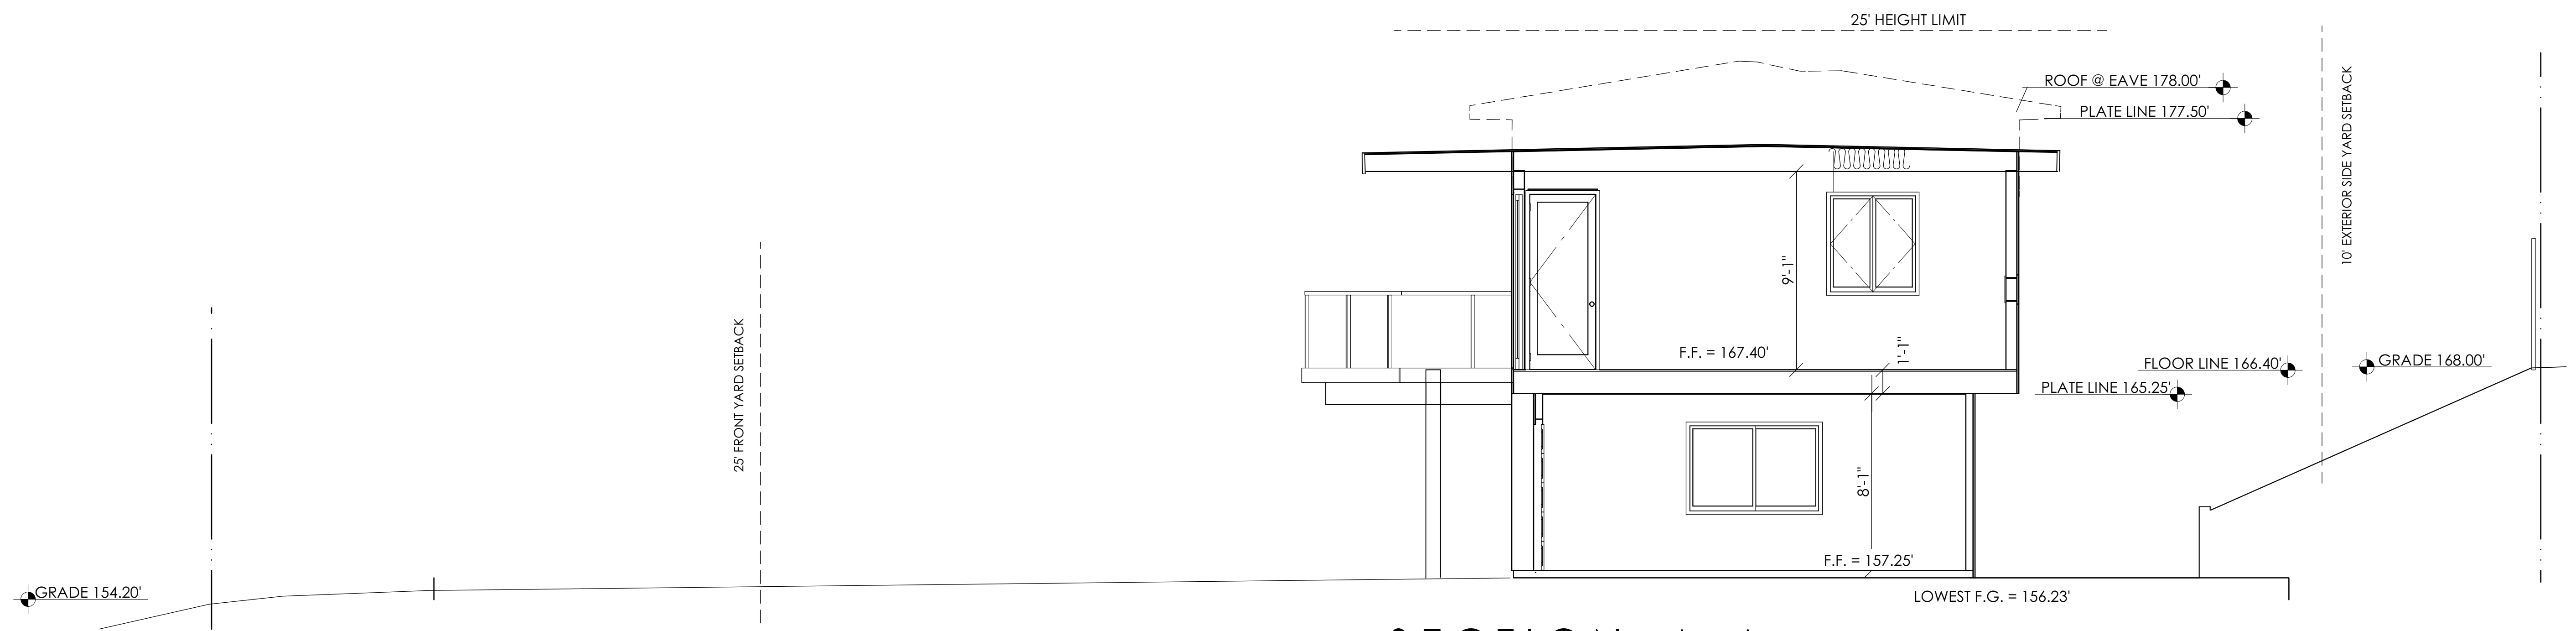 25' HEIGHT LIMIT
ROOF @ EAVE 178.00'
PLATE LINE 177.50'
10' EXTERIOR SIDE YARD SETBACK
9'-1"
25' FRONT YARD SETBACK
F.F. = 167.40'
1'-1"
FLOOR LINE 166.40'
GRADE 168.00'
PLATE LINE 165.25'
8'-1"
F.F. = 157.25'
GRADE 154.20'
LOWEST F.G. = 156.23'